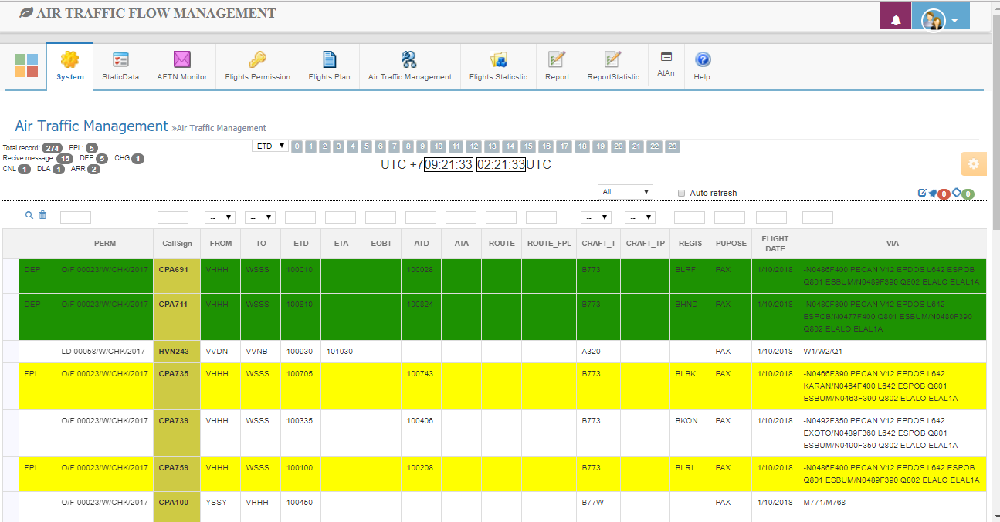 AIR TRAFFIC FLOW MANAGEMENT
System StaticData AFTN Monitor Flights Permission Flights Plan Air Traffic Management Flights Staticstic Report ReportStatistic AtAn Help
Air Traffic Management »Air Traffic Management
Total record: 274 FPL: 5
Recive message: 15 DEP 5 CHG 1
CNL 1 DLA 1 ARR 2
ETD 0 1 2 3 4 5 6 7 8 9 10 11 12 13 14 15 16 17 18 19 20 21 22 23
UTC +7 09:21:33 02:21:33 UTC
All Auto refresh 0 0
-- -- -- --
PERM CallSign FROM TO ETD ETA EOBT ATD ATA ROUTE ROUTE_FPL CRAFT_T CRAFT_TP REGIS PUPOSE FLIGHT DATE VIA
DEP O/F 00023/W/CHK/2017 CPA691 VHHH WSSS 100010 100028 B773 BLRF PAX 1/10/2018 -N0486F400 PECAN V12 EPDOS L642 ESPOB
Q801 ESBUM/N0489F390 Q802 ELALO ELAL1A
DEP O/F 00023/W/CHK/2017 CPA711 VHHH WSSS 100810 100824 B773 BHND PAX 1/10/2018 -N0480F390 PECAN V12 EPDOS L642
ESPOB/N0477F400 Q801 ESBUM/N0480F390
Q802 ELALO ELAL1A
LD 00058/W/CHK/2017 HVN243 VVDN VVNB 100930 101030 A320 PAX 1/10/2018 W1/W2/Q1
FPL O/F 00023/W/CHK/2017 CPA735 VHHH WSSS 100705 100743 B773 BLBK PAX 1/10/2018 -N0466F390 PECAN V12 EPDOS L642
KARAN/N0464F400 L642 ESPOB Q801
ESBUM/N0463F390 Q802 ELALO ELAL1A
O/F 00023/W/CHK/2017 CPA739 VHHH WSSS 100335 100406 B773 BKQN PAX 1/10/2018 -N0492F350 PECAN V12 EPDOS L642
EXOTO/N0489F360 L642 ESPOB Q801
ESBUM/N0490F350 Q802 ELALO ELAL1A
FPL O/F 00023/W/CHK/2017 CPA759 VHHH WSSS 100100 100208 B773 BLRI PAX 1/10/2018 -N0486F400 PECAN V12 EPDOS L642 ESPOB
Q801 ESBUM/N0489F390 Q802 ELALO ELAL1A
O/F 00023/W/CHK/2017 CPA100 YSSY VHHH 100450 B77W PAX 1/10/2018 M771/M768